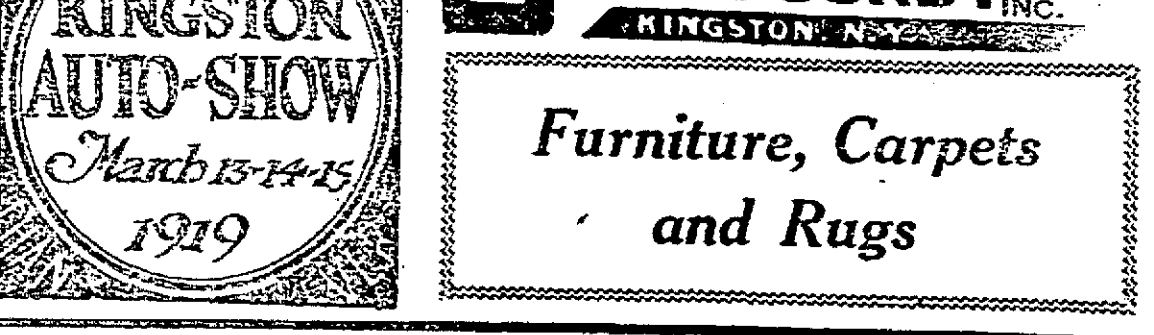 KINGSTON
AUTO-SHOW
March 13-14-15
1919
INC.
KINGSTON, N.Y.
Furniture, Carpets
and Rugs